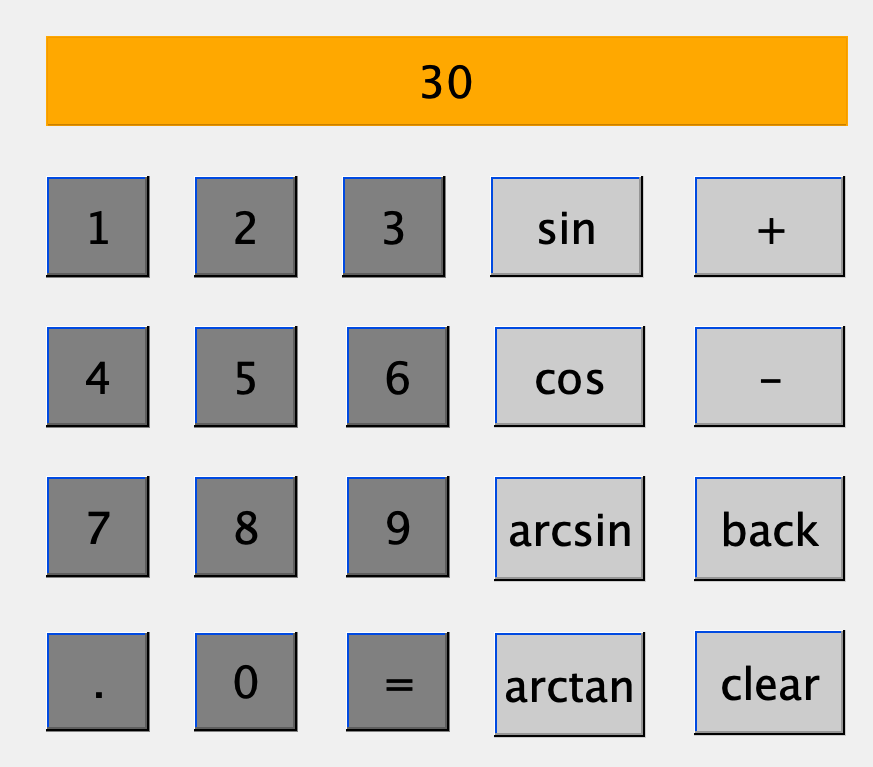 30
1 2 3 sin +
4 5 6 cos –
7 8 9 arcsin back
. 0 = arctan clear